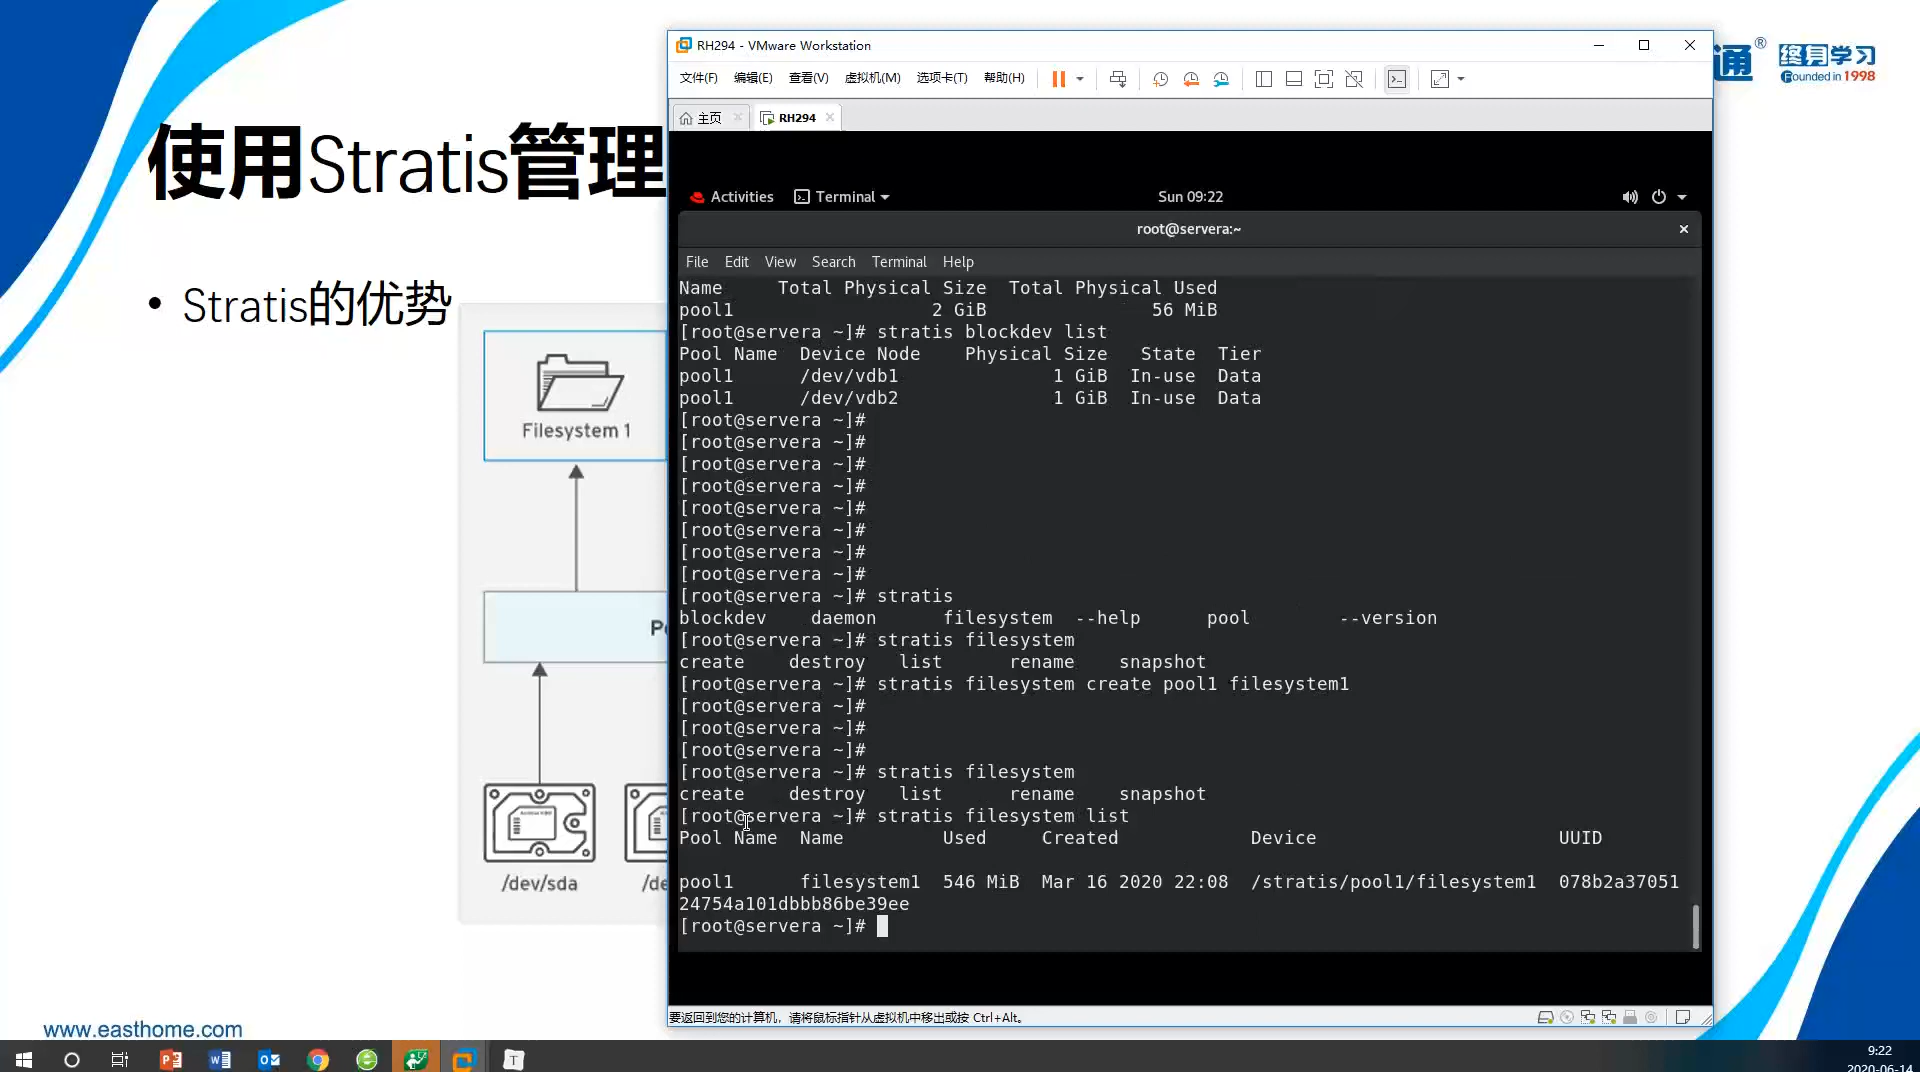 使用Stratis管理
• Stratis的优势
Filesystem 1
/dev/sda
www.easthome.com
通®
终身学习
Founded in 1998
RH294 - VMware Workstation
文件(F) 编辑(E) 查看(V) 虚拟机(M) 选项卡(T) 帮助(H)
主页 RH294
Activities Terminal Sun 09:22
root@servera:~
File Edit View Search Terminal Help
Name Total Physical Size Total Physical Used
pool1 2 GiB 56 MiB
[root@servera ~]# stratis blockdev list
Pool Name Device Node Physical Size State Tier
pool1 /dev/vdb1 1 GiB In-use Data
pool1 /dev/vdb2 1 GiB In-use Data
[root@servera ~]#
[root@servera ~]#
[root@servera ~]#
[root@servera ~]#
[root@servera ~]#
[root@servera ~]#
[root@servera ~]#
[root@servera ~]#
[root@servera ~]# stratis
blockdev daemon filesystem --help pool --version
[root@servera ~]# stratis filesystem
create destroy list rename snapshot
[root@servera ~]# stratis filesystem create pool1 filesystem1
[root@servera ~]#
[root@servera ~]#
[root@servera ~]#
[root@servera ~]# stratis filesystem
create destroy list rename snapshot
[root@servera ~]# stratis filesystem list
Pool Name Name Used Created Device UUID
pool1 filesystem1 546 MiB Mar 16 2020 22:08 /stratis/pool1/filesystem1 078b2a37051
24754a101dbbb86be39ee
[root@servera ~]#
要返回到您的计算机，请将鼠标指针从虚拟机中移出或按 Ctrl+Alt。
9:22
2020-06-14